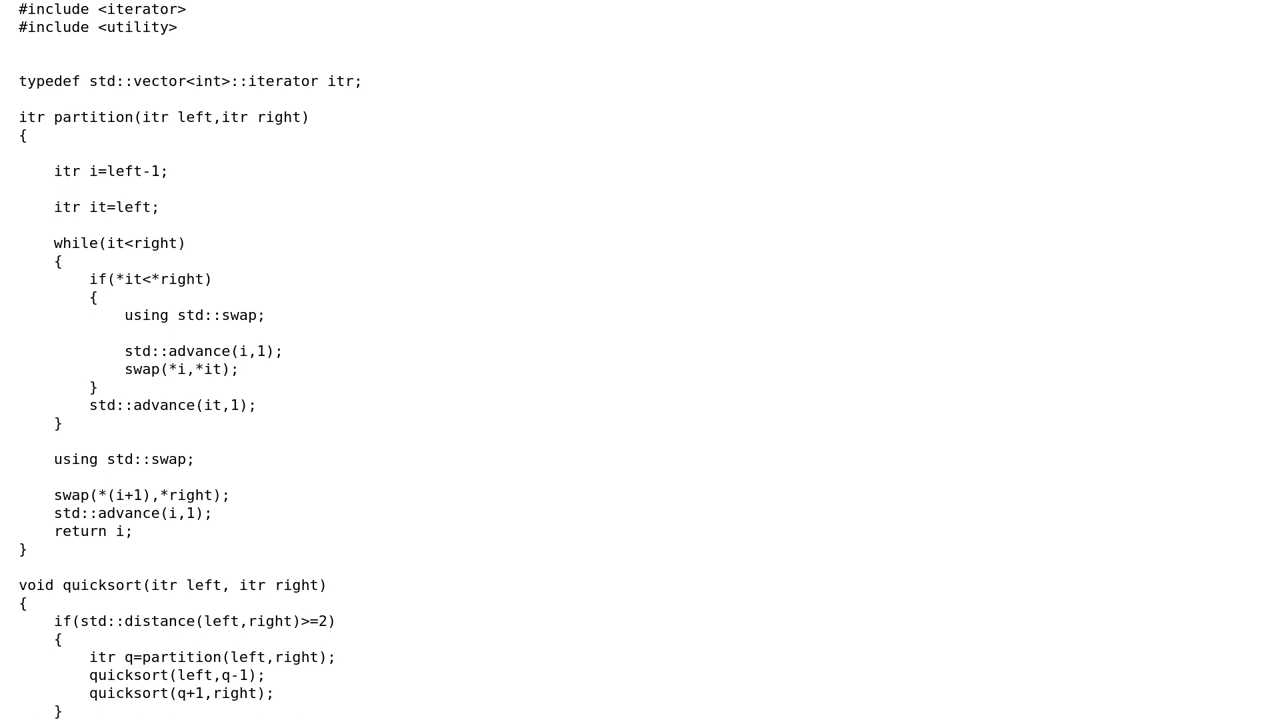 #include <iterator>
#include <utility>


typedef std::vector<int>::iterator itr;

itr partition(itr left,itr right)
{

    itr i=left-1;

    itr it=left;

    while(it<right)
    {
        if(*it<*right)
        {
            using std::swap;

            std::advance(i,1);
            swap(*i,*it);
        }
        std::advance(it,1);
    }

    using std::swap;

    swap(*(i+1),*right);
    std::advance(i,1);
    return i;
}

void quicksort(itr left, itr right)
{
    if(std::distance(left,right)>=2)
    {
        itr q=partition(left,right);
        quicksort(left,q-1);
        quicksort(q+1,right);
    }